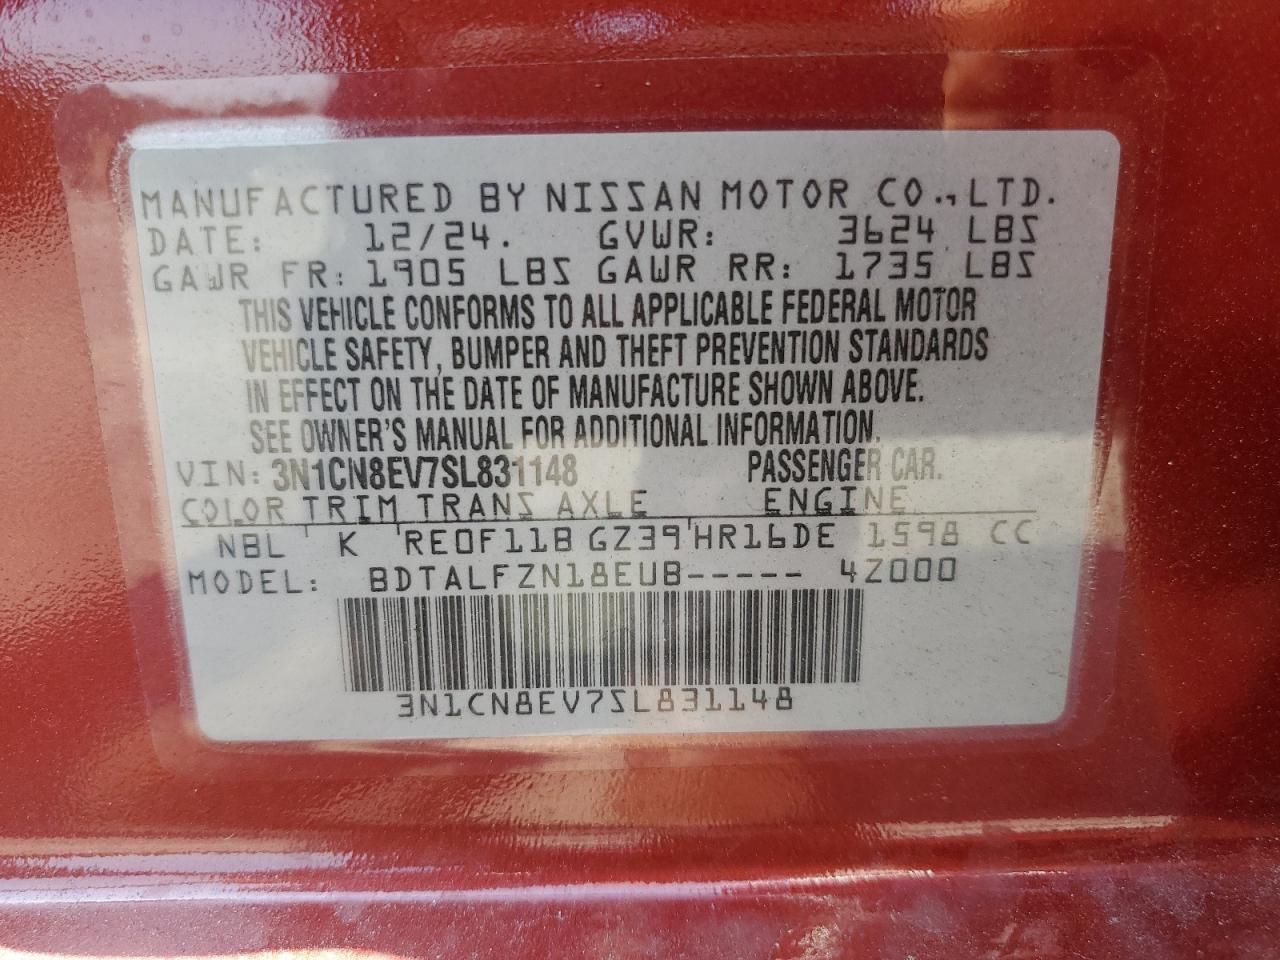 MANUFACTURED BY NISSAN MOTOR CO., LTD.
DATE: 12/24. GVWR: 3624 LBS
GAWR FR: 1905 LBS GAWR RR: 1735 LBS
THIS VEHICLE CONFORMS TO ALL APPLICABLE FEDERAL MOTOR
VEHICLE SAFETY, BUMPER AND THEFT PREVENTION STANDARDS
IN EFFECT ON THE DATE OF MANUFACTURE SHOWN ABOVE.
SEE OWNER'S MANUAL FOR ADDITIONAL INFORMATION.
VIN: 3N1CN8EV7SL831148 PASSENGER CAR.
COLOR TRIM TRANS AXLE ENGINE
NBL K RE0F11B GZ39 HR16DE 1598 CC
MODEL: BDTALFZN18EUB----- 4Z000
3N1CN8EV7SL831148